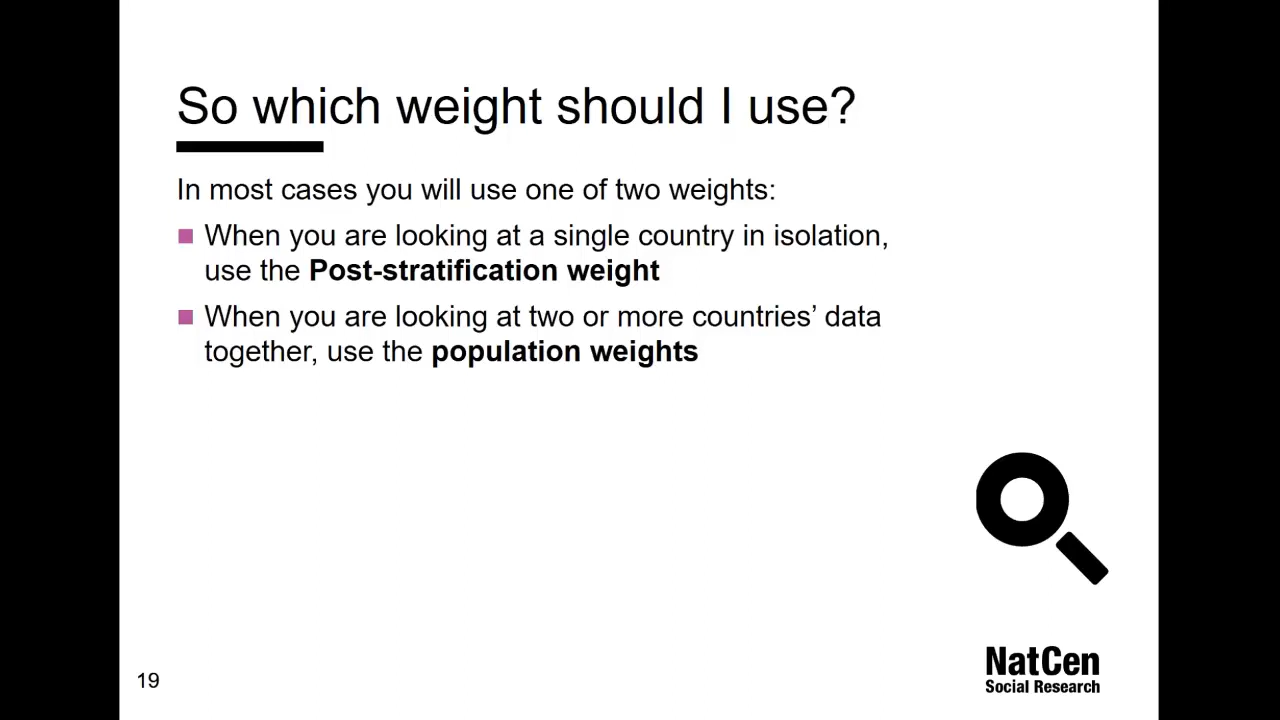 So which weight should I use?
In most cases you will use one of two weights:
When you are looking at a single country in isolation,
use the Post-stratification weight
When you are looking at two or more countries’ data
together, use the population weights
NatCen
Social Research
19